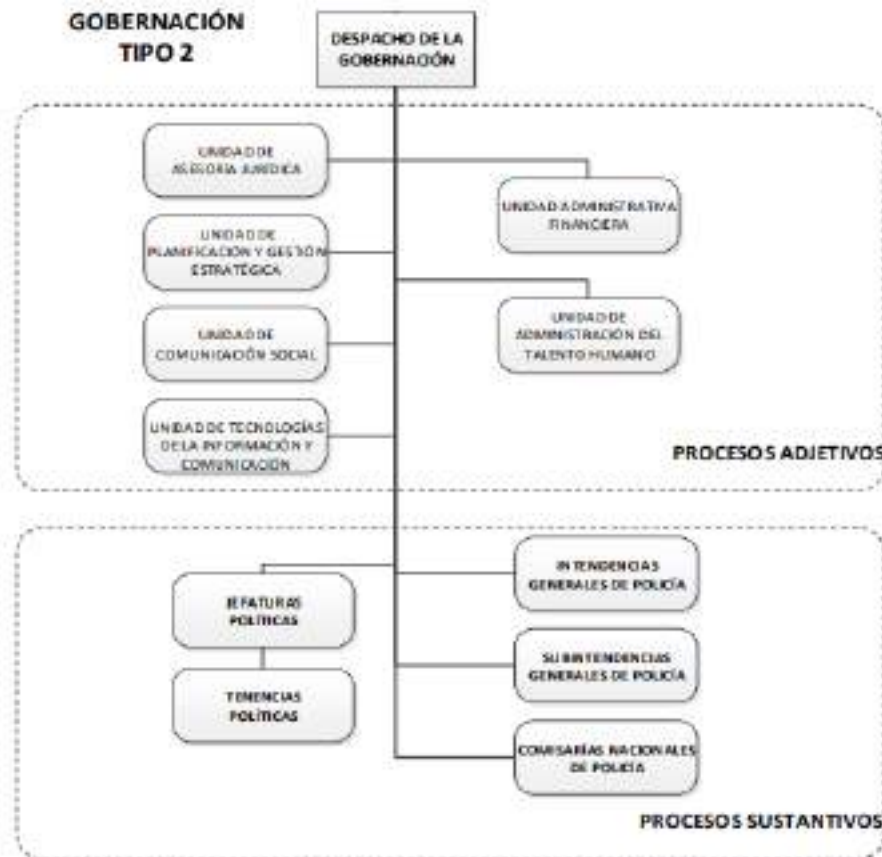 GOBERNACIÓN
TIPO 2
DESPACHO DE LA
GOBERNACIÓN
UNIDAD DE
ASESORÍA JURÍDICA
UNIDAD ADMINISTRATIVA
FINANCIERA
UNIDAD DE
PLANIFICACIÓN Y GESTIÓN
ESTRATÉGICA
UNIDAD DE
ADMINISTRACIÓN DEL
TALENTO HUMANO
UNIDAD DE
COMUNICACIÓN SOCIAL
UNIDAD DE TECNOLOGÍAS
DE LA INFORMACIÓN Y
COMUNICACIÓN
PROCESOS ADJETIVOS
JEFATURAS
POLÍTICAS
TENENCIAS
POLÍTICAS
INTENDENCIAS
GENERALES DE POLICÍA
SUBINTENDENCIAS
GENERALES DE POLICÍA
COMISARÍAS NACIONALES
DE POLICÍA
PROCESOS SUSTANTIVOS